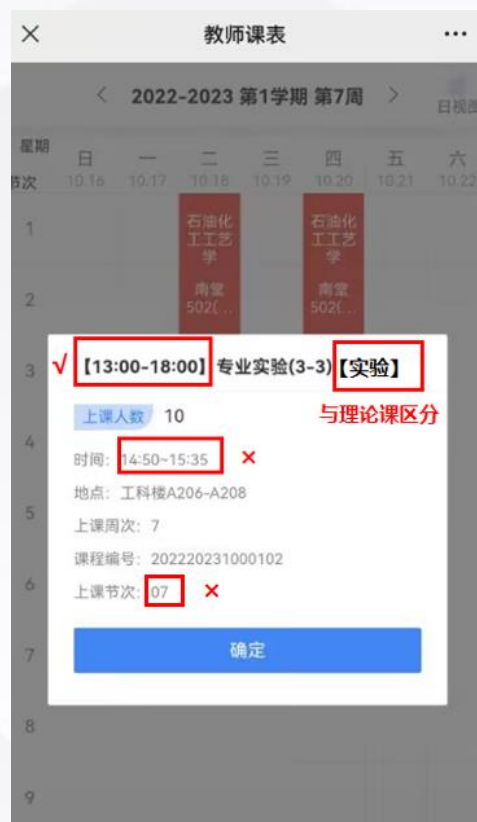 教师课表
2022-2023 第1学期 第7周
日视图
星期
节次
日 一 二 三 四 五 六
10.16 10.17 10.18 10.19 10.20 10.21 10.22
1
石油化工工艺学
石油化工工艺学
2
南堂502(...
南堂502(...
3
√ 【13:00-18:00】 专业实验(3-3) 【实验】
上课人数 10
与理论课区分
4
时间：14:50~15:35 ×
地点：工科楼A206-A208
5
上课周次：7
课程编号：202220231000102
6
上课节次：07 ×
7
确定
8
9